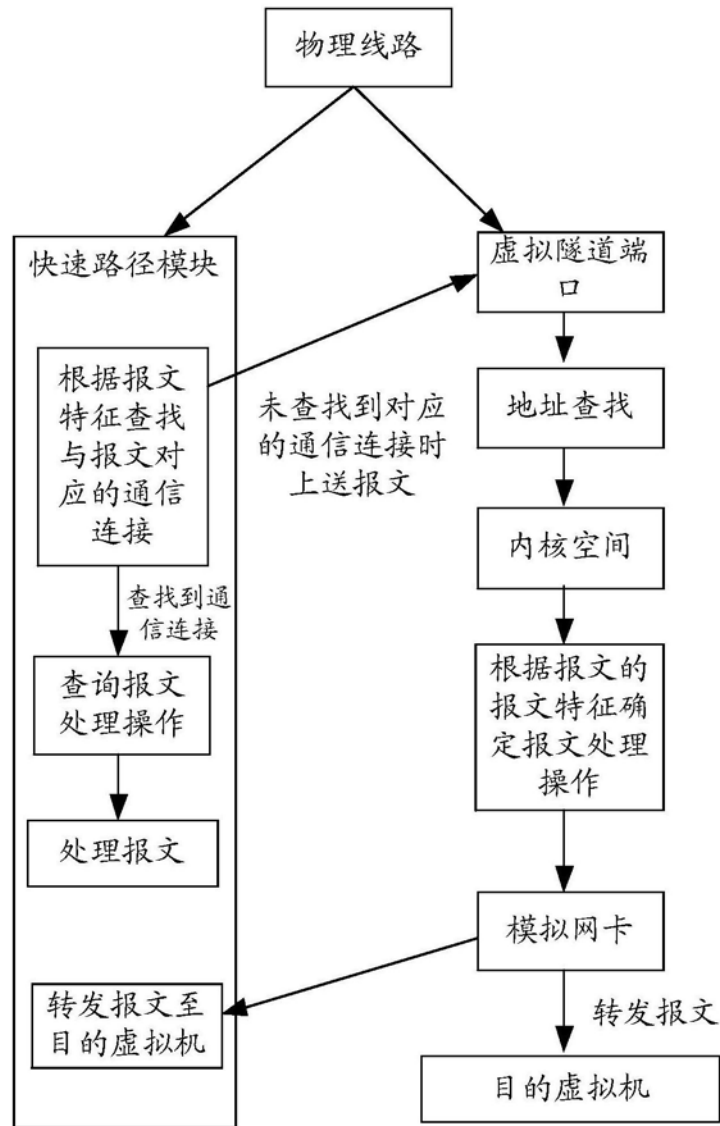 物理线路
快速路径模块
根据报文
特征查找
与报文对
应的通信
连接
查找到通
信连接
查询报文
处理操作
处理报文
转发报文至
目的虚拟机
未查找到对应
的通信连接时
上送报文
虚拟隧道端
口
地址查找
内核空间
根据报文的
报文特征确
定报文处理
操作
模拟网卡
转发报文
目的虚拟机